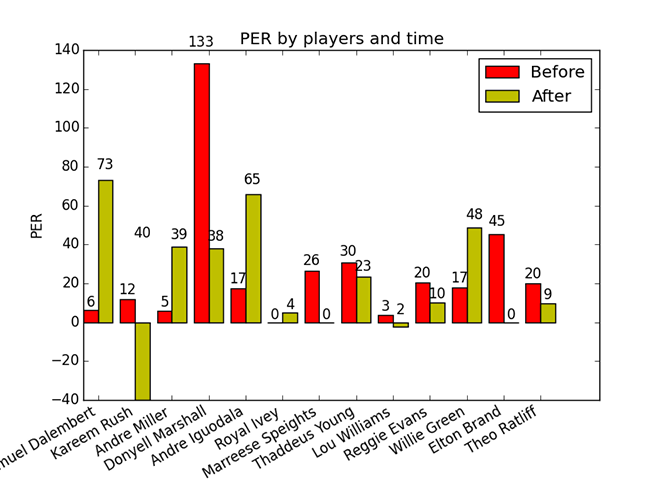 PER by players and time
Before
After
PER
140
120
100
80
60
40
20
0
−20
−40
6
73
12
40
5
39
133
38
17
65
0
4
26
0
30
23
3
2
20
10
17
48
45
0
20
9
muel Dalembert
Kareem Rush
Andre Miller
Donyell Marshall
Andre Iguodala
Royal Ivey
Marreese Speights
Thaddeus Young
Lou Williams
Reggie Evans
Willie Green
Elton Brand
Theo Ratliff